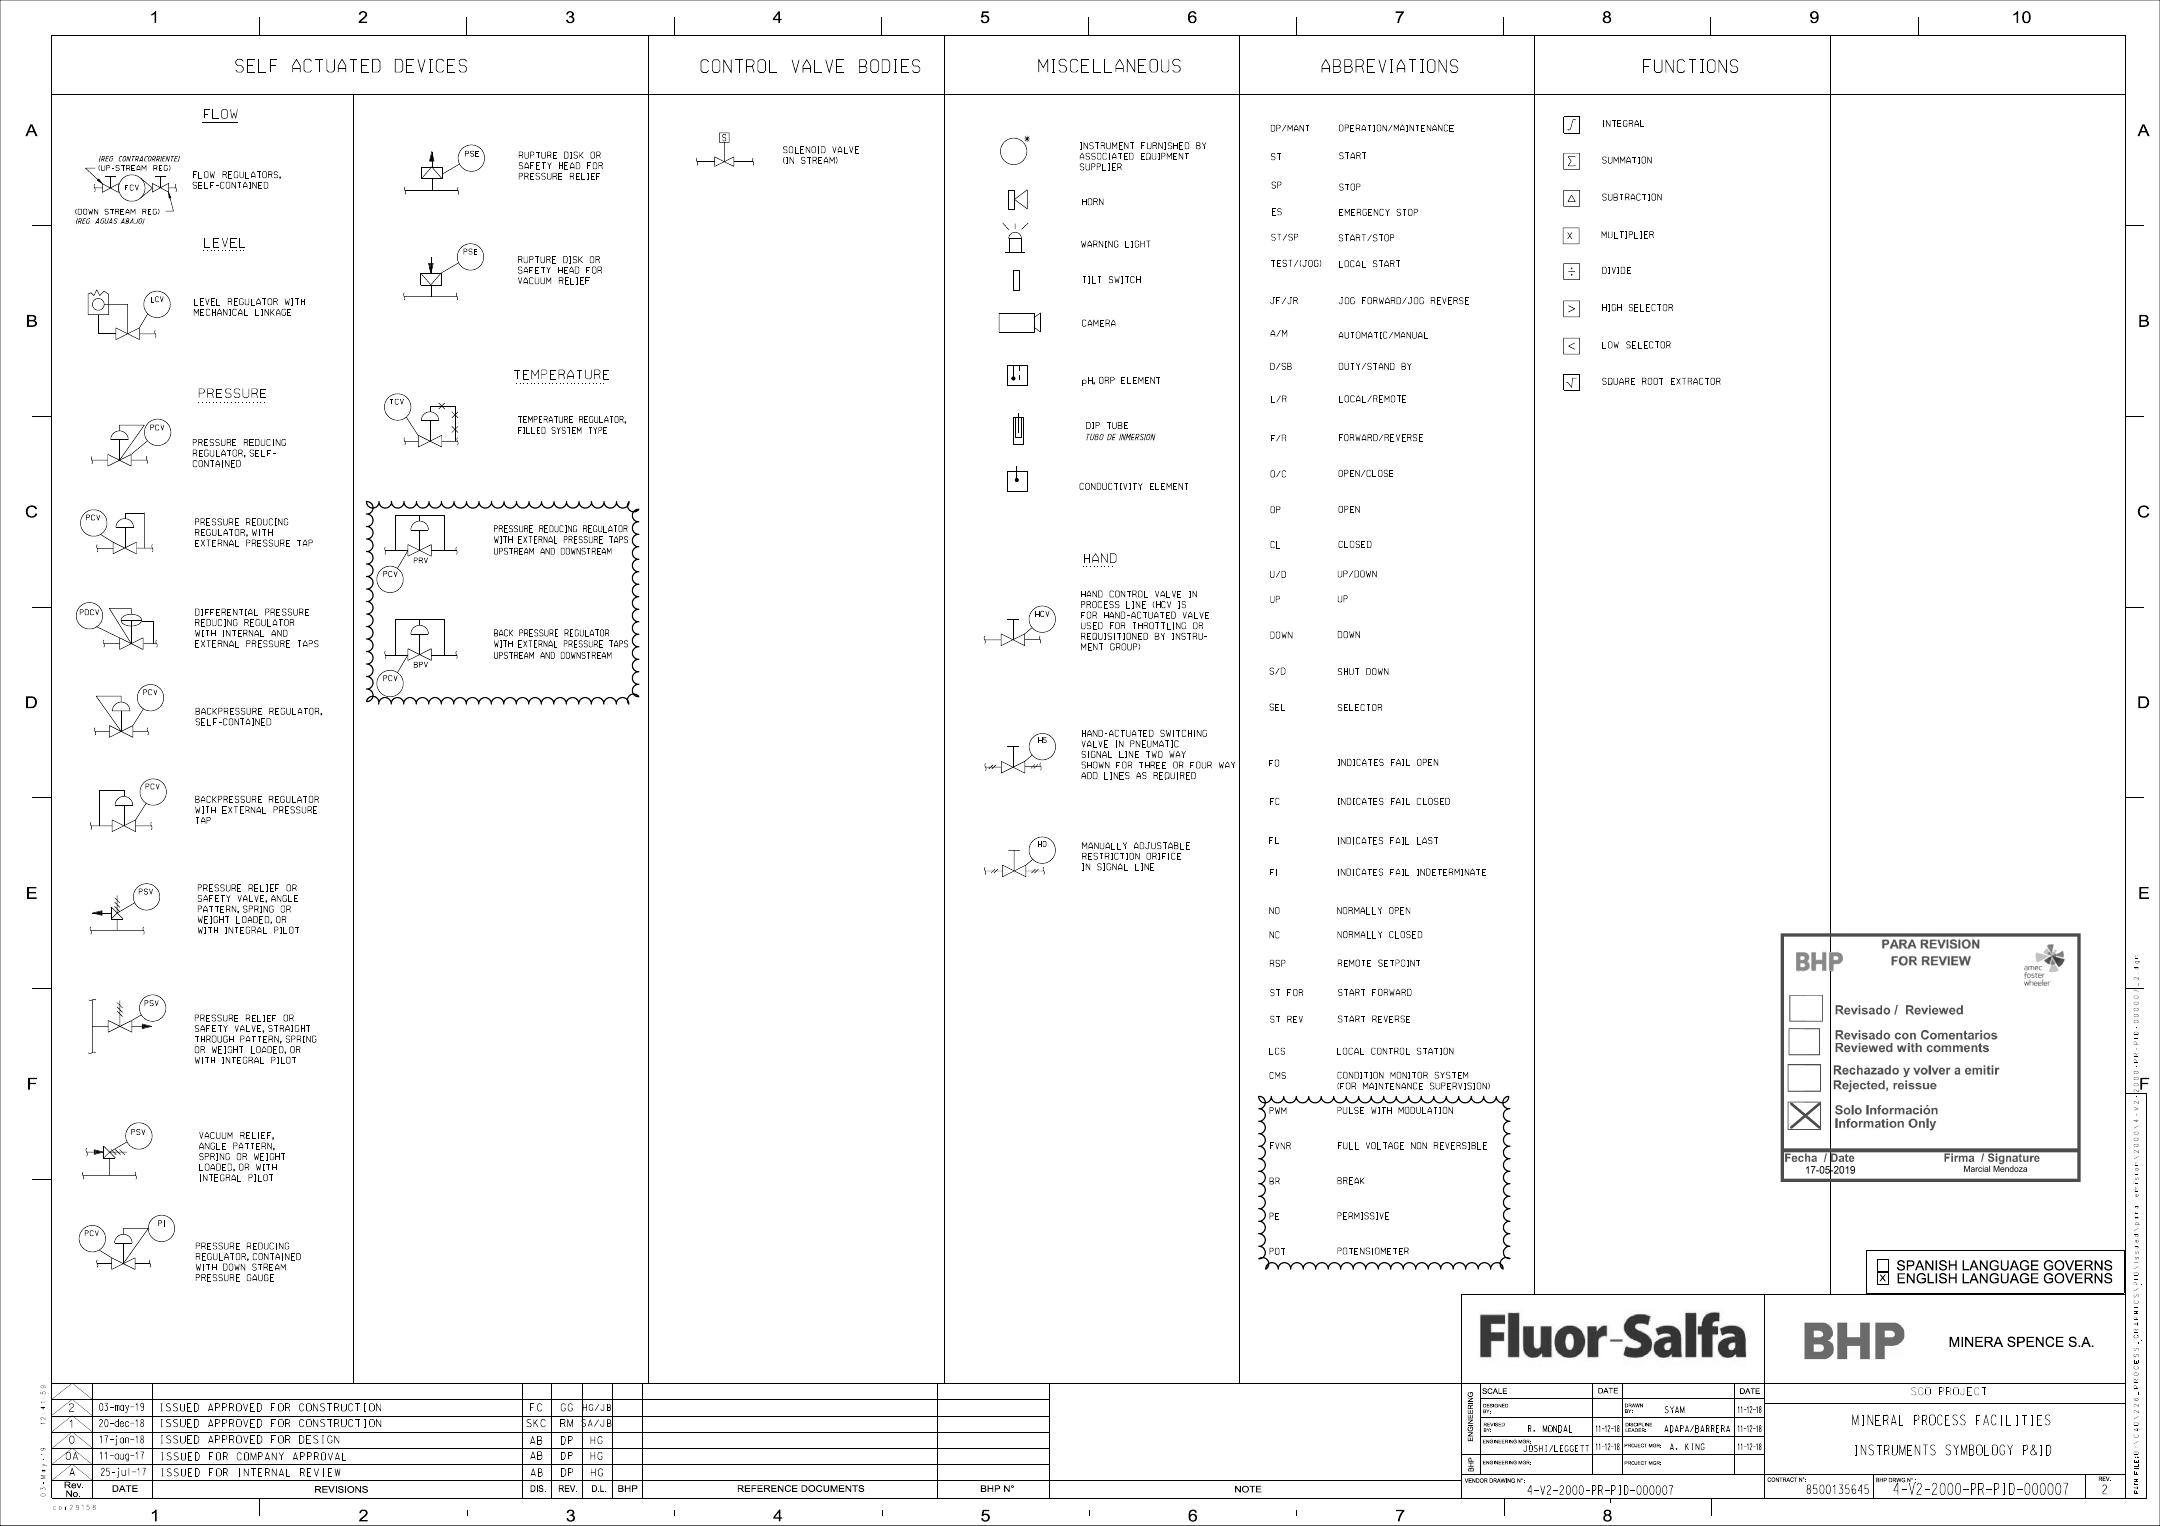 1 2 3 4 5 6 7 8 9 10
SELF ACTUATED DEVICES
CONTROL VALVE BODIES
MISCELLANEOUS
ABBREVIATIONS
FUNCTIONS
A
B
C
D
E
F
FLOW
(REG CONTRACORRIENTE)
(UP-STREAM REG)
FCV
(DOWN STREAM REG)
(REG AGUAS ABAJO)
FLOW REGULATORS,
SELF-CONTAINED
LEVEL
LCV
LEVEL REGULATOR WITH
MECHANICAL LINKAGE
PRESSURE
PCV
PRESSURE REDUCING
REGULATOR, SELF-
CONTAINED
PCV
PRESSURE REDUCING
REGULATOR, WITH
EXTERNAL PRESSURE TAP
PDCV
DIFFERENTIAL PRESSURE
REDUCING REGULATOR
WITH INTERNAL AND
EXTERNAL PRESSURE TAPS
PCV
BACKPRESSURE REGULATOR,
SELF-CONTAINED
PCV
BACKPRESSURE REGULATOR
WITH EXTERNAL PRESSURE
TAP
PSV
PRESSURE RELIEF OR
SAFETY VALVE, ANGLE
PATTERN, SPRING OR
WEIGHT LOADED, OR
WITH INTEGRAL PILOT
PSV
PRESSURE RELIEF OR
SAFETY VALVE, STRAIGHT
THROUGH PATTERN, SPRING
OR WEIGHT LOADED, OR
WITH INTEGRAL PILOT
PSV
VACUUM RELIEF,
ANGLE PATTERN,
SPRING OR WEIGHT
LOADED, OR WITH
INTEGRAL PILOT
PCV
PI
PRESSURE REDUCING
REGULATOR, CONTAINED
WITH DOWN STREAM
PRESSURE GAUGE
PSE
RUPTURE DISK OR
SAFETY HEAD FOR
PRESSURE RELIEF
PSE
RUPTURE DISK OR
SAFETY HEAD FOR
VACUUM RELIEF
TEMPERATURE
TCV
TEMPERATURE REGULATOR,
FILLED SYSTEM TYPE
PRV
PCV
PRESSURE REDUCING REGULATOR
WITH EXTERNAL PRESSURE TAPS
UPSTREAM AND DOWNSTREAM
BPV
PCV
BACK PRESSURE REGULATOR
WITH EXTERNAL PRESSURE TAPS
UPSTREAM AND DOWNSTREAM
S
SOLENOID VALVE
(IN STREAM)
*
INSTRUMENT FURNISHED BY
ASSOCIATED EQUIPMENT
SUPPLIER
HORN
WARNING LIGHT
TILT SWITCH
CAMERA
pH, ORP ELEMENT
DIP TUBE
TUBO DE INMERSION
CONDUCTIVITY ELEMENT
HAND
HCV
HAND CONTROL VALVE IN
PROCESS LINE (HCV IS
FOR HAND-ACTUATED VALVE
USED FOR THROTTLING OR
REQUISITIONED BY INSTRU-
MENT GROUP)
HS
HAND-ACTUATED SWITCHING
VALVE IN PNEUMATIC
SIGNAL LINE TWO WAY
SHOWN FOR THREE OR FOUR WAY
ADD LINES AS REQUIRED
HO
MANUALLY ADJUSTABLE
RESTRICTION ORIFICE
IN SIGNAL LINE
OP/MANT OPERATION/MAINTENANCE
ST START
SP STOP
ES EMERGENCY STOP
ST/SP START/STOP
TEST/(JOG) LOCAL START
JF/JR JOG FORWARD/JOG REVERSE
A/M AUTOMATIC/MANUAL
D/SB DUTY/STAND BY
L/R LOCAL/REMOTE
F/R FORWARD/REVERSE
O/C OPEN/CLOSE
OP OPEN
CL CLOSED
U/D UP/DOWN
UP UP
DOWN DOWN
S/D SHUT DOWN
SEL SELECTOR
FO INDICATES FAIL OPEN
FC INDICATES FAIL CLOSED
FL INDICATES FAIL LAST
FI INDICATES FAIL INDETERMINATE
NO NORMALLY OPEN
NC NORMALLY CLOSED
RSP REMOTE SETPOINT
ST FOR START FORWARD
ST REV START REVERSE
LCS LOCAL CONTROL STATION
CMS CONDITION MONITOR SYSTEM
(FOR MAINTENANCE SUPERVISION)
PWM PULSE WITH MODULATION
FVNR FULL VOLTAGE NON REVERSIBLE
BR BREAK
PE PERMISSIVE
POT POTENSIOMETER
∫ INTEGRAL
Σ SUMMATION
△ SUBTRACTION
X MULTIPLIER
÷ DIVIDE
> HIGH SELECTOR
< LOW SELECTOR
√ SQUARE ROOT EXTRACTOR
A
B
C
D
E
F
BHP
PARA REVISION
FOR REVIEW
amec
foster
wheeler
Revisado / Reviewed
Revisado con Comentarios
Reviewed with comments
Rechazado y volver a emitir
Rejected, reissue
Solo Información
Information Only
Fecha / Date Firma / Signature
17-05-2019 Marcial Mendoza
SPANISH LANGUAGE GOVERNS
X ENGLISH LANGUAGE GOVERNS
Fluor-Salfa
BHP MINERA SPENCE S.A.
2 03-may-19 ISSUED APPROVED FOR CONSTRUCTION FC GG HG/JB
1 20-dec-18 ISSUED APPROVED FOR CONSTRUCTION SKC RM SA/JB
0 17-jan-18 ISSUED APPROVED FOR DESIGN AB DP HG
0A 11-aug-17 ISSUED FOR COMPANY APPROVAL AB DP HG
A 25-jul-17 ISSUED FOR INTERNAL REVIEW AB DP HG
Rev. No. DATE REVISIONS DIS. REV. D.L. BHP REFERENCE DOCUMENTS BHP N° NOTE
ENGINEERING
BHP
SCALE DATE DATE
DESIGNED BY: DRAWN BY: SYAM 11-12-18
REVISED BY: R. MONDAL 11-12-18 DISCIPLINE LEADER: ADAPA/BARRERA 11-12-18
ENGINEERING MGR: JOSHI/LEGGETT 11-12-18 PROJECT MGR: A. KING 11-12-18
ENGINEERING MGR: PROJECT MGR:
VENDOR DRAWING N°:
4-V2-2000-PR-PID-000007
SGO PROJECT
MINERAL PROCESS FACILITIES
INSTRUMENTS SYMBOLOGY P&ID
CONTRACT N°:
8500135645
BHP DRWG N°:
4-V2-2000-PR-PID-000007
REV.
2
03-May-19 12:41:59
cor29158
1 2 3 4 5 6 7 8